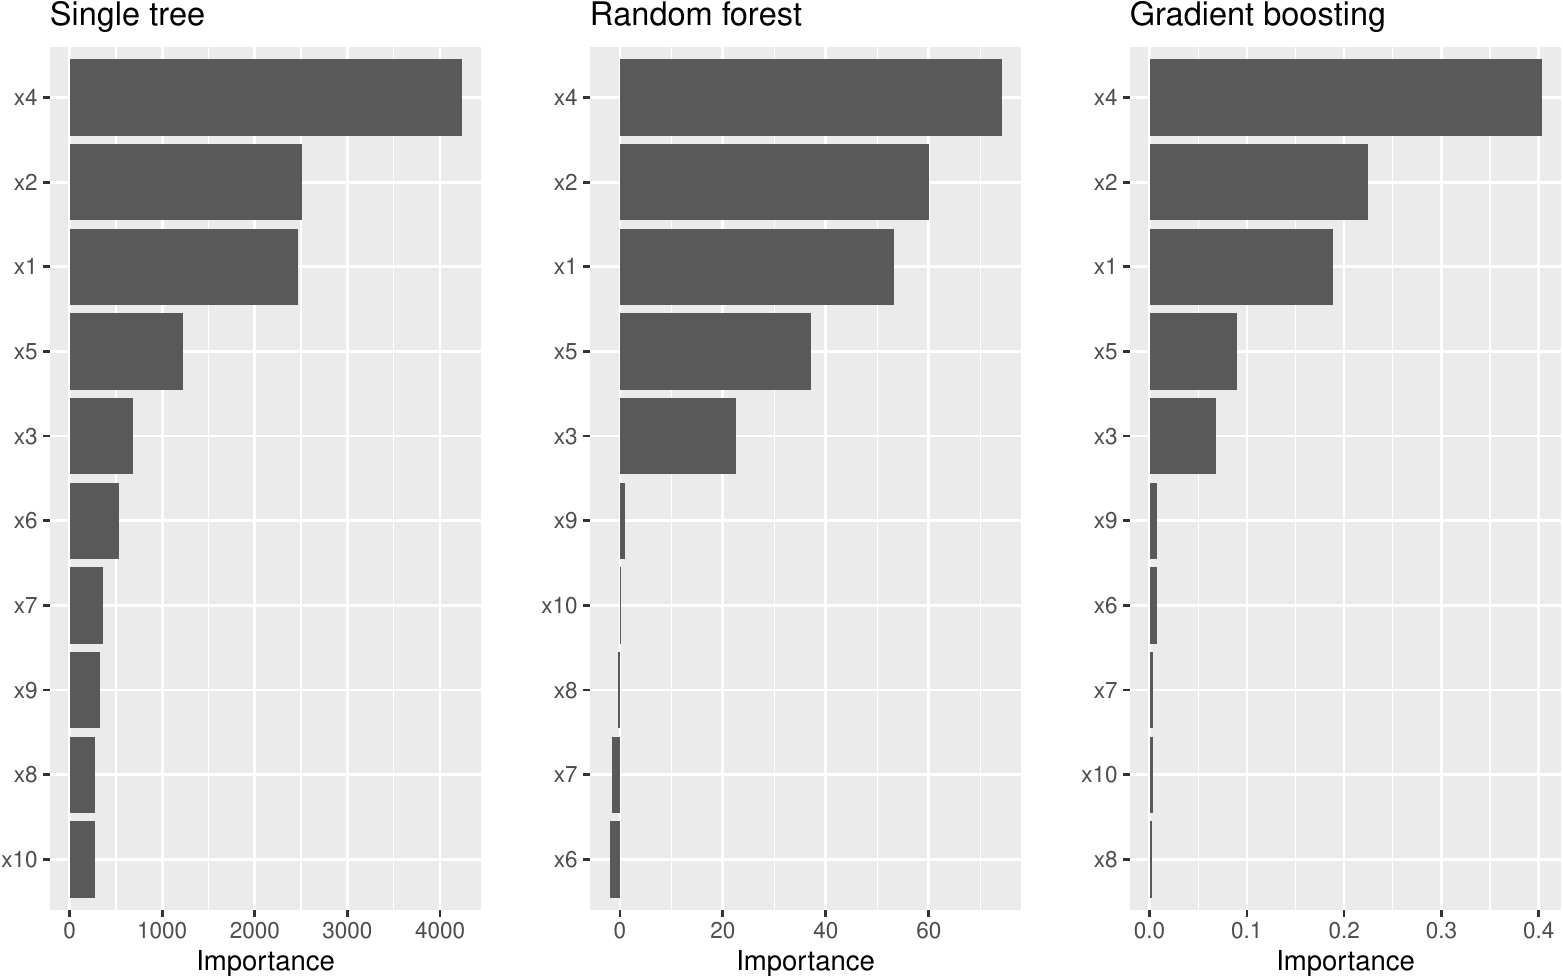 Single tree
x4
x2
x1
x5
x3
x6
x7
x9
x8
x10
0 1000 2000 3000 4000
Importance
Random forest
x4
x2
x1
x5
x3
x9
x10
x8
x7
x6
0 20 40 60
Importance
Gradient boosting
x4
x2
x1
x5
x3
x9
x6
x7
x10
x8
0.0 0.1 0.2 0.3 0.4
Importance